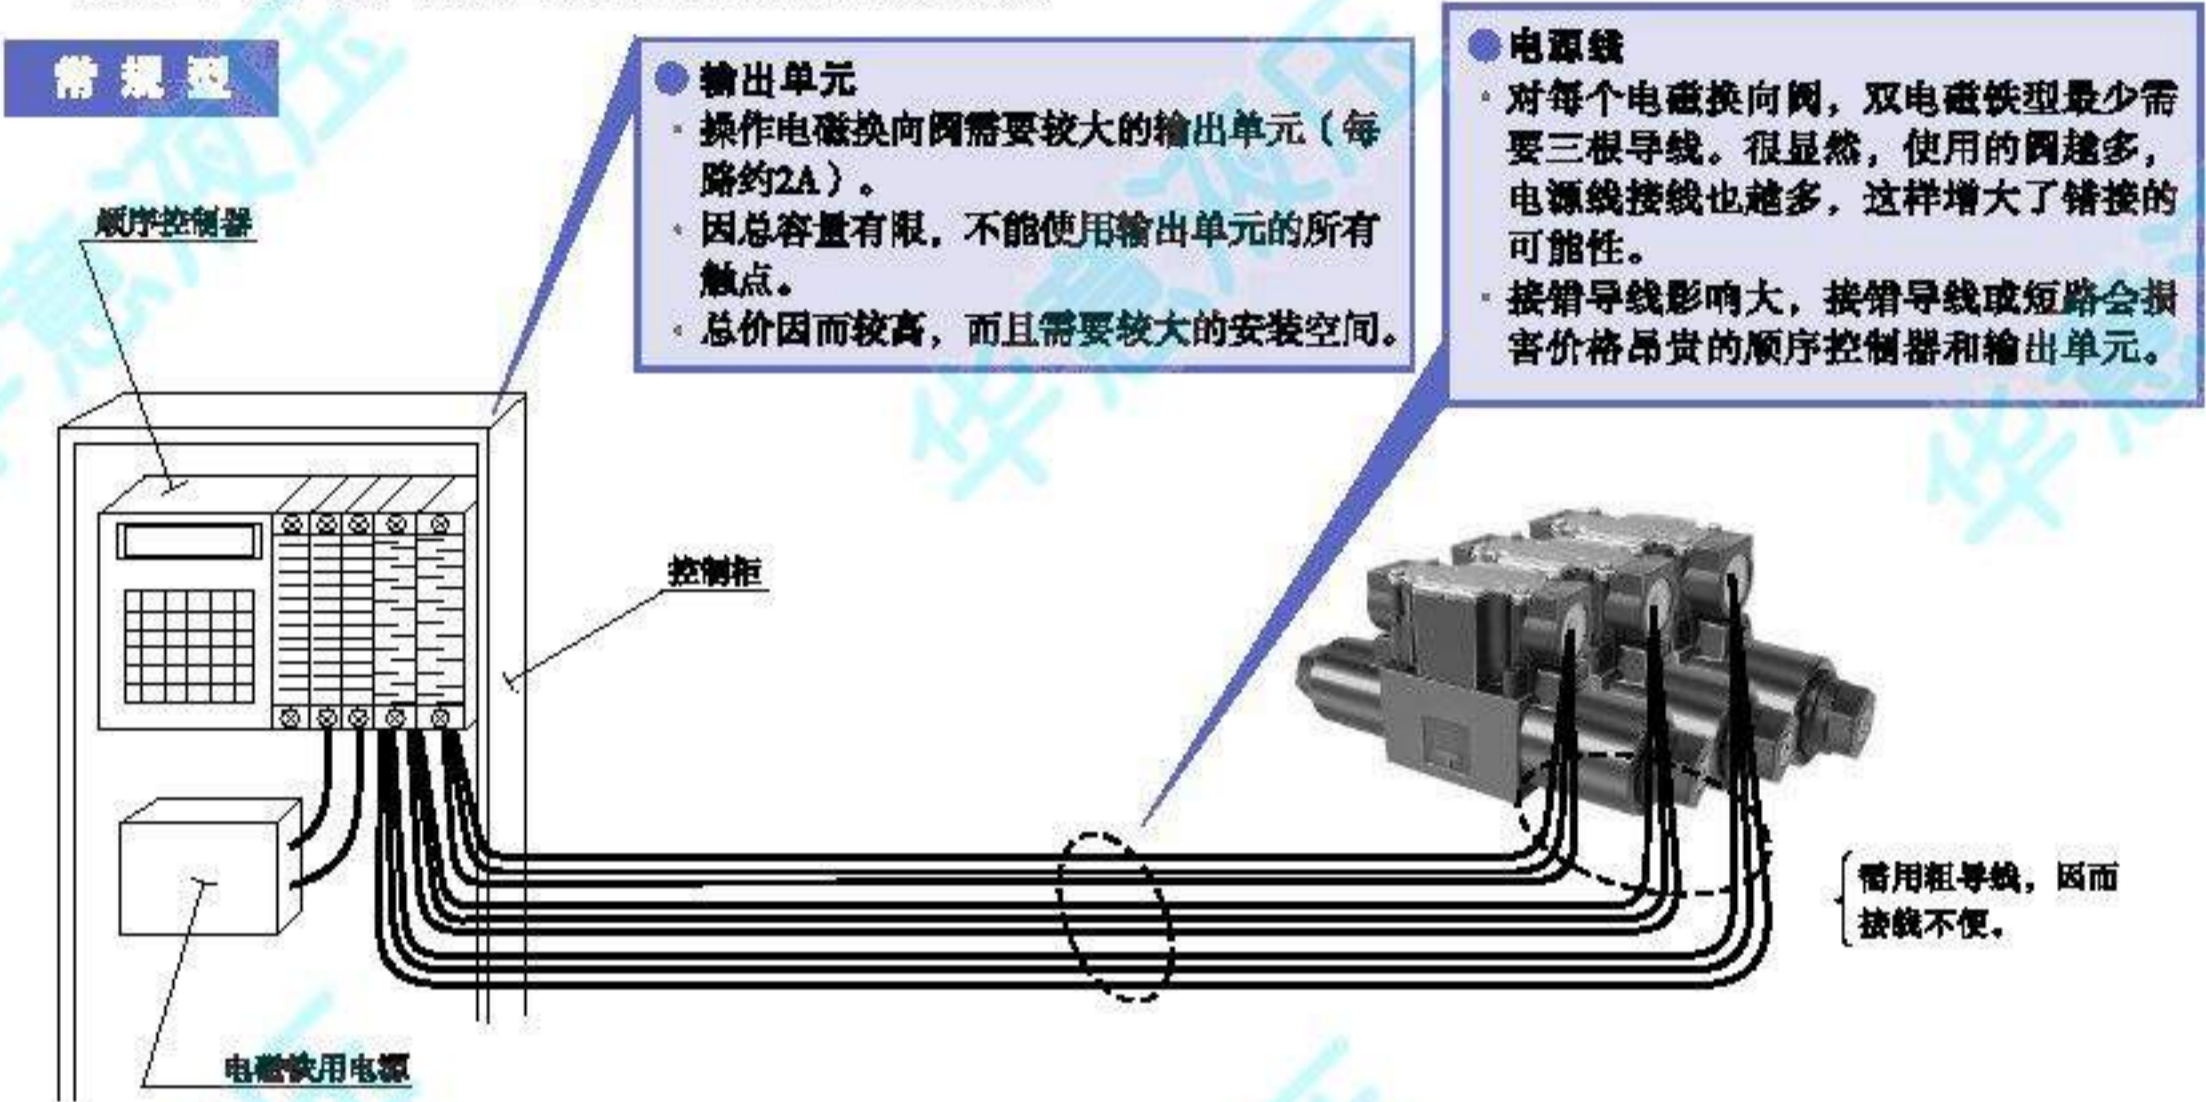 常规型
● 输出单元
· 操作电磁换向阀需要较大的输出单元（每
路约2A）。
· 因总容量有限，不能使用输出单元的所有
触点。
· 总价因而较高，而且需要较大的安装空间。
● 电源线
· 对每个电磁换向阀，双电磁铁型最少需
要三根导线。很显然，使用的阀越多，
电源线接线也越多，这样增大了错接的
可能性。
· 接错导线影响大，接错导线或短路会损
害价格昂贵的顺序控制器和输出单元。
顺序控制器
控制柜
需用粗导线，因而
接线不便。
电磁铁用电源
华意液压
华意液压